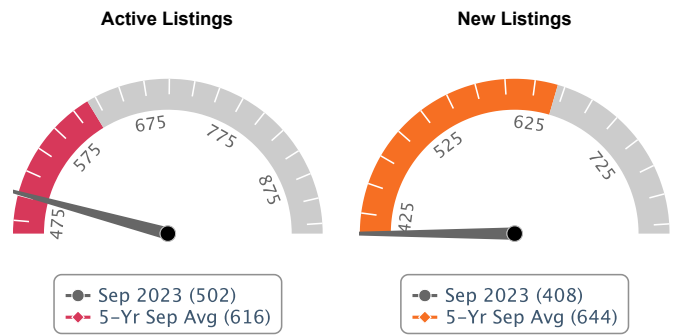 Active Listings
475
575
675
775
875
Sep 2023 (502)
5-Yr Sep Avg (616)
New Listings
425
525
625
725
Sep 2023 (408)
5-Yr Sep Avg (644)